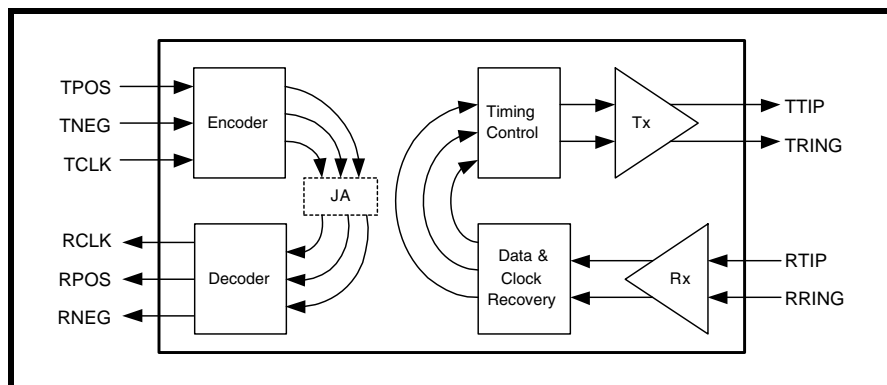 TPOS
TNEG
TCLK
Encoder
JA
RCLK
RPOS
RNEG
Decoder
Timing
Control
Tx
TTIP
TRING
Data &
Clock
Recovery
Rx
RTIP
RRING